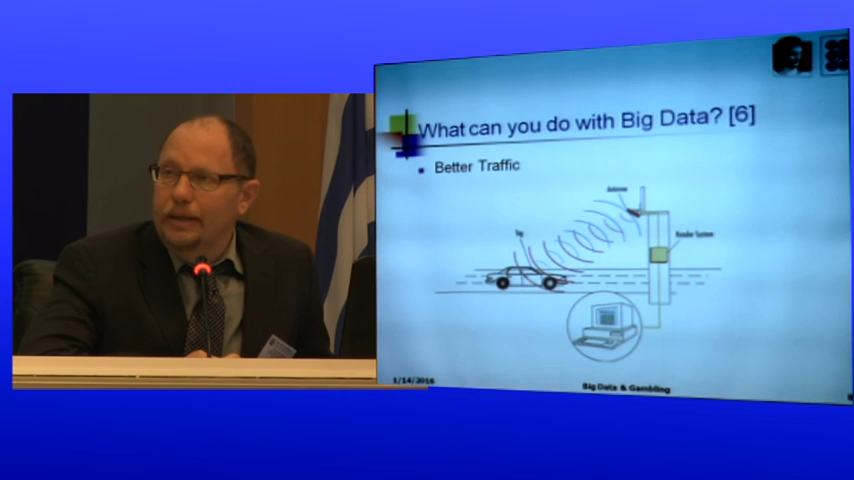 What can you do with Big Data? [6]
Better Traffic
Antenna
Tag
Reader System
1/14/2016
Big Data & Gambling